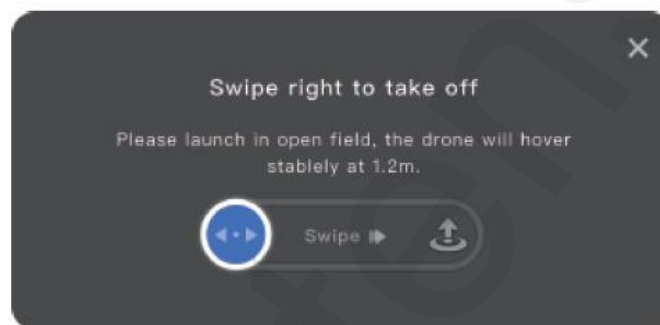 Swipe right to take off
Please launch in open field, the drone will hover
stablely at 1.2m.
Swipe